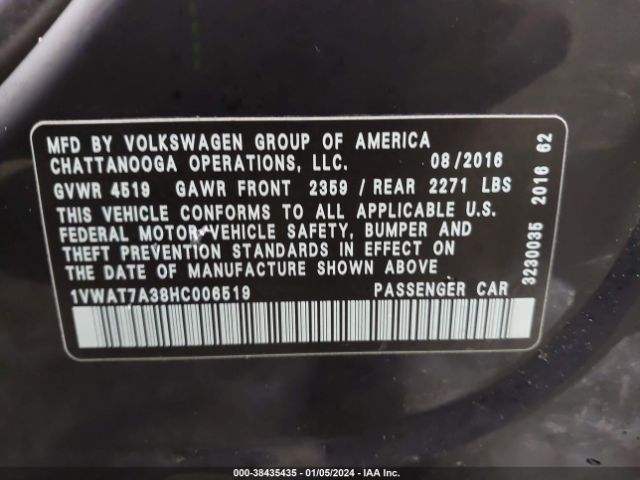 MFD BY VOLKSWAGEN GROUP OF AMERICA
CHATTANOOGA OPERATIONS, LLC. 08/2016
GVWR 4519 GAWR FRONT 2359 / REAR 2271 LBS
THIS VEHICLE CONFORMS TO ALL APPLICABLE U.S.
FEDERAL MOTOR VEHICLE SAFETY, BUMPER AND
THEFT PREVENTION STANDARDS IN EFFECT ON
THE DATE OF MANUFACTURE SHOWN ABOVE
1VWAT7A38HC006519 PASSENGER CAR
3230035 2016 62
000-38435435 - 01/05/2024 - IAA Inc.